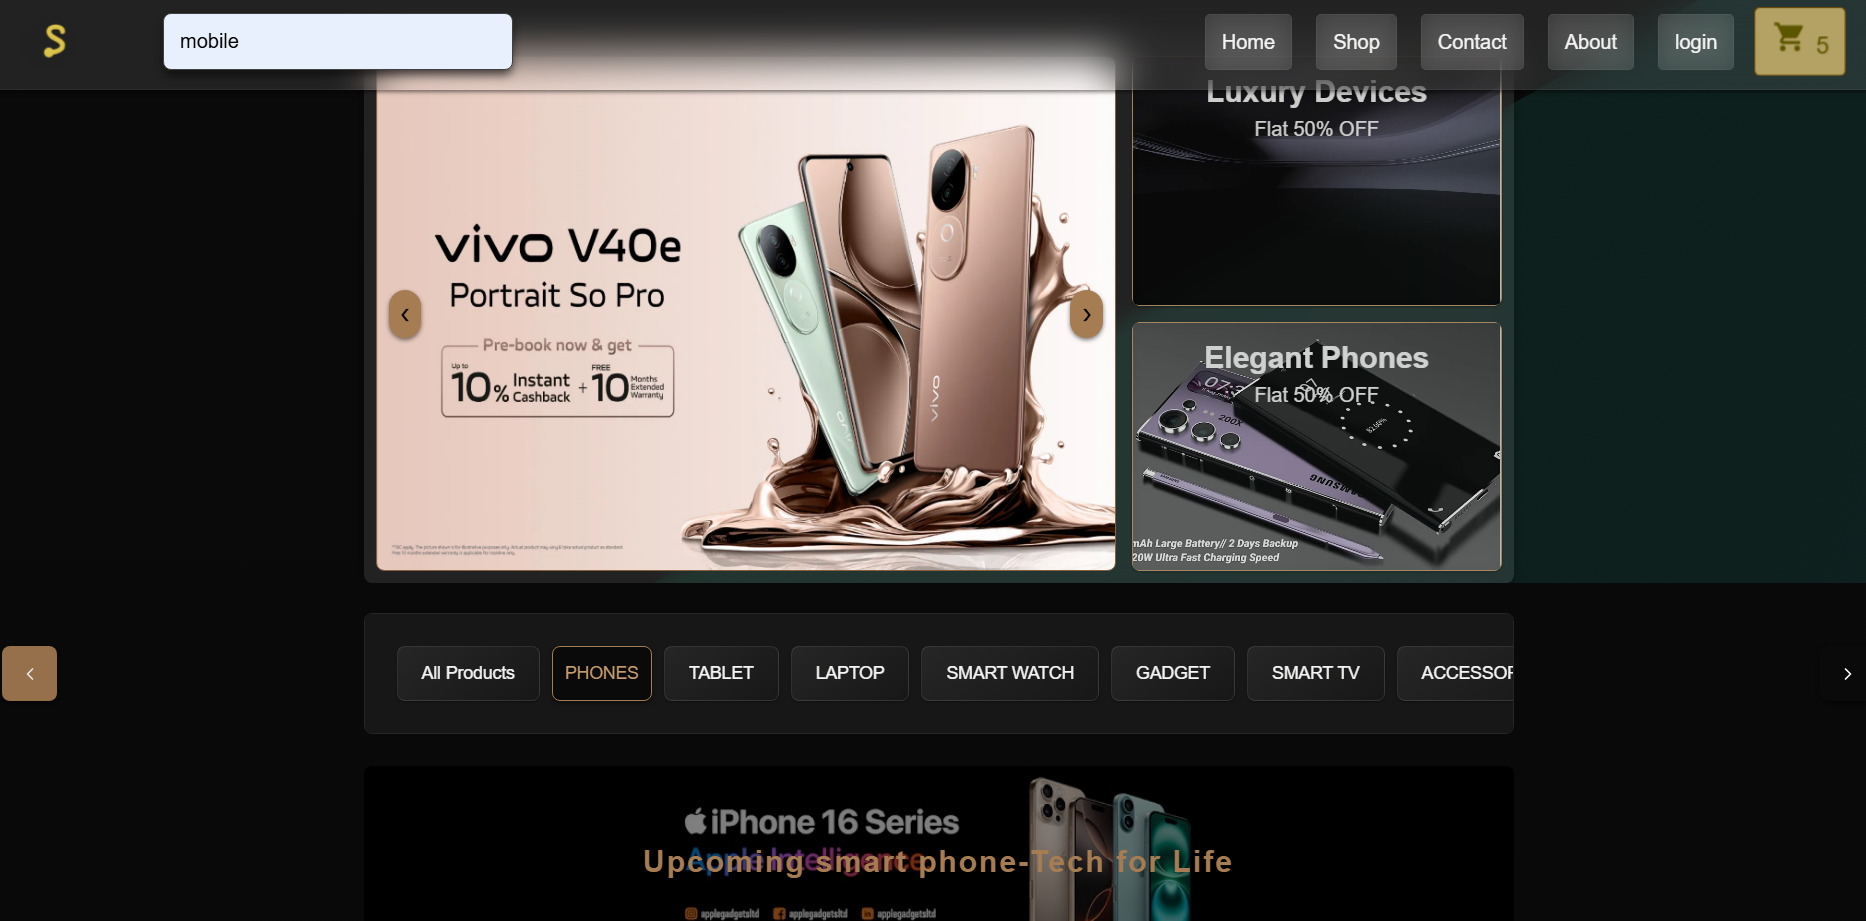 S
mobile
Home
Shop
Contact
About
login
5
Luxury Devices
Flat 50% OFF
vivo V40e
Portrait So Pro
Pre-book now & get
Up to
10% Instant Cashback + FREE 10 Months Extended Warranty
vivo
vivo
Elegant Phones
Flat 50% OFF
200X
SAMSUNG
mAh Large Battery// 2 Days Backup
20W Ultra Fast Charging Speed
All Products
PHONES
TABLET
LAPTOP
SMART WATCH
GADGET
SMART TV
ACCESSOR
iPhone 16 Series
Apple Intelligence.
Upcoming smart phone-Tech for Life
applegadgetsltd
applegadgetsltd
applegadgetsltd